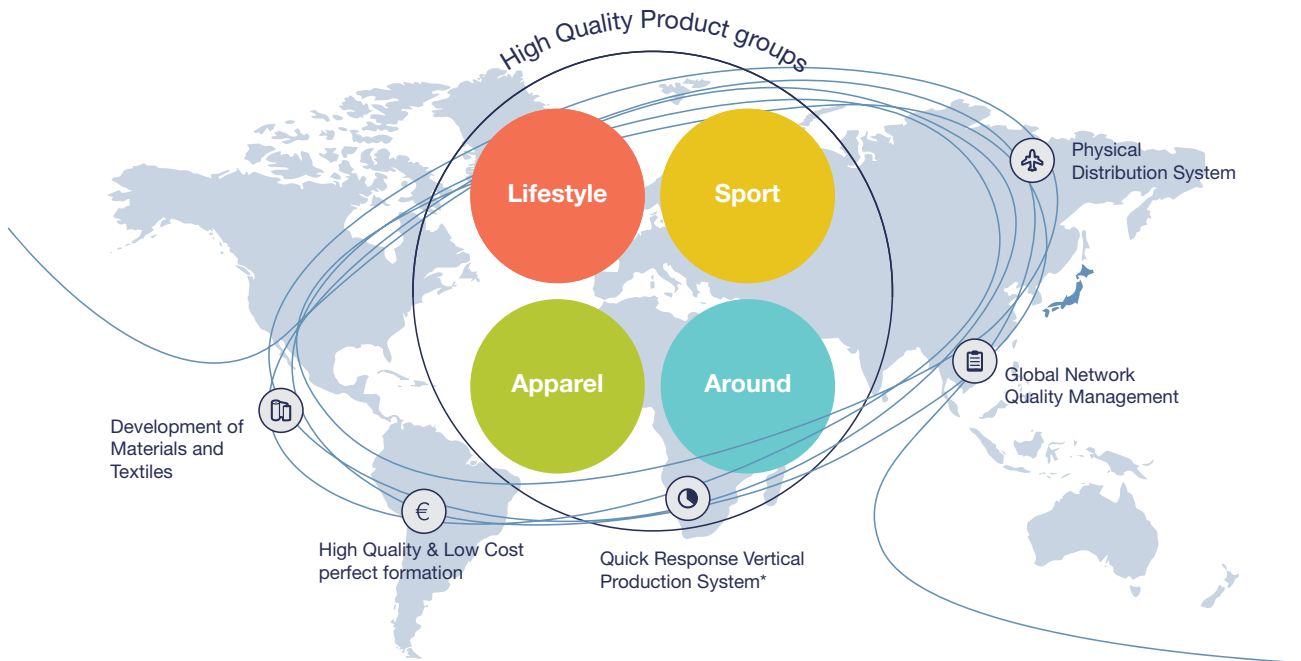 High Quality Product groups
Lifestyle
Sport
Apparel
Around
Physical
Distribution System
Global Network
Quality Management
Development of
Materials and
Textiles
€
High Quality & Low Cost
perfect formation
Quick Response Vertical
Production System*